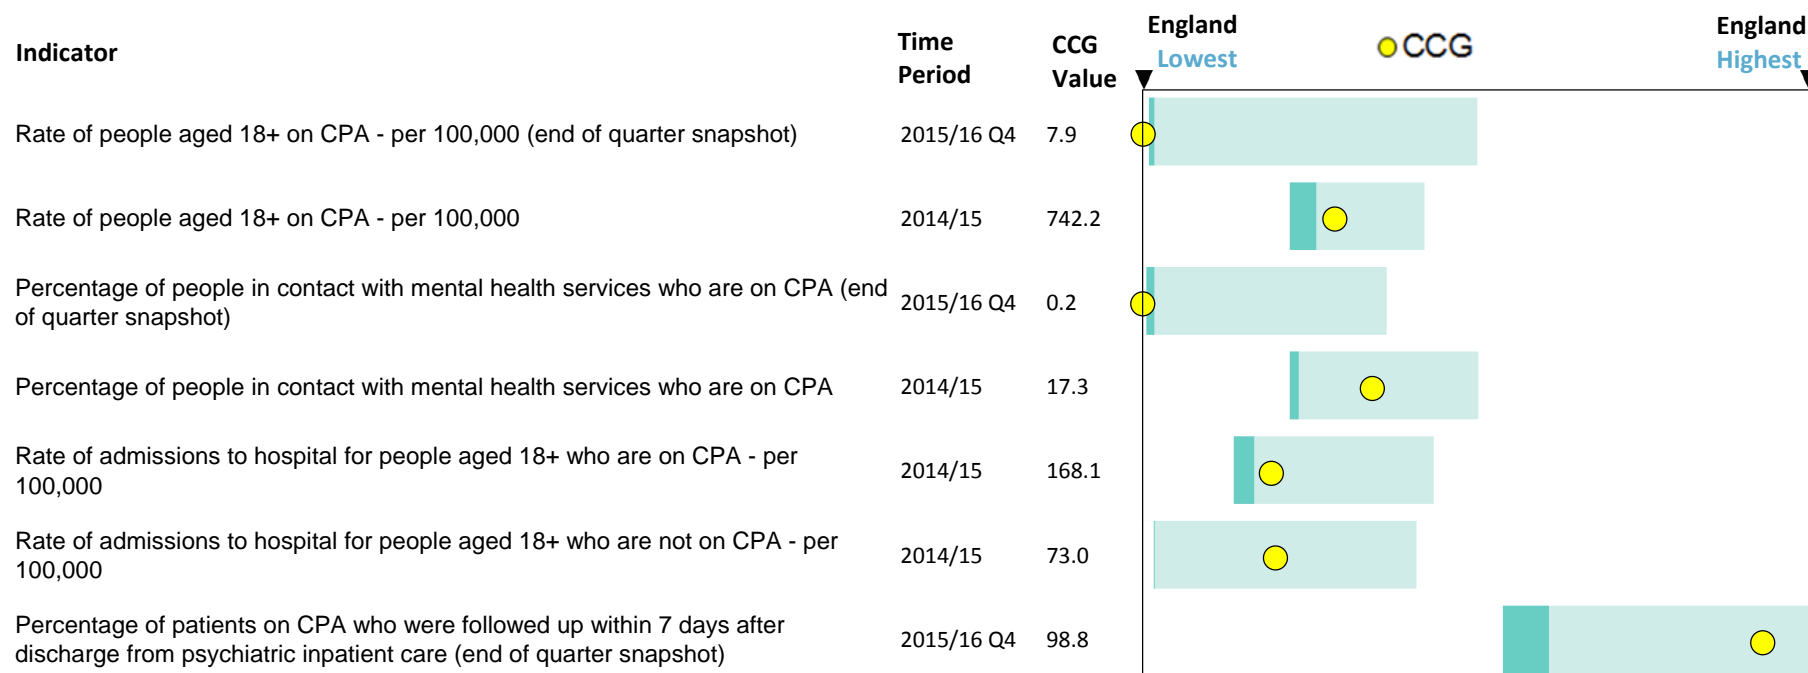 Indicator
Time
Period
CCG
Value
England
Lowest
CCG
England
Highest
Rate of people aged 18+ on CPA - per 100,000 (end of quarter snapshot) 2015/16 Q4 7.9
Rate of people aged 18+ on CPA - per 100,000 2014/15 742.2
Percentage of people in contact with mental health services who are on CPA (end
of quarter snapshot) 2015/16 Q4 0.2
Percentage of people in contact with mental health services who are on CPA 2014/15 17.3
Rate of admissions to hospital for people aged 18+ who are on CPA - per
100,000 2014/15 168.1
Rate of admissions to hospital for people aged 18+ who are not on CPA - per
100,000 2014/15 73.0
Percentage of patients on CPA who were followed up within 7 days after
discharge from psychiatric inpatient care (end of quarter snapshot) 2015/16 Q4 98.8